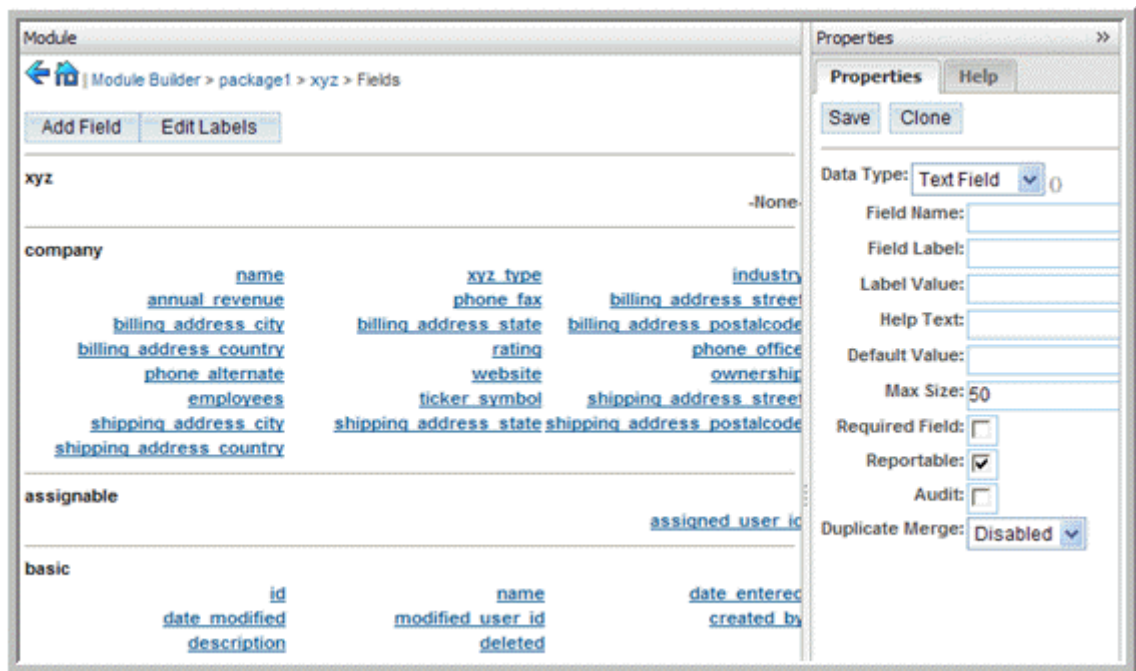 Module
| Module Builder > package1 > xyz > Fields
Add Field Edit Labels
xyz
-None-
company
name xyz_type industry
annual_revenue phone_fax billing_address_street
billing_address_city billing_address_state billing_address_postalcode
billing_address_country rating phone_office
phone_alternate website ownership
employees ticker_symbol shipping_address_street
shipping_address_city shipping_address_state shipping_address_postalcode
shipping_address_country
assignable
assigned_user_id
basic
id name date_entered
date_modified modified_user_id created_by
description deleted
Properties »
Properties Help
Save Clone
Data Type: Text Field ()
Field Name:
Field Label:
Label Value:
Help Text:
Default Value:
Max Size: 50
Required Field:
Reportable:
Audit:
Duplicate Merge: Disabled